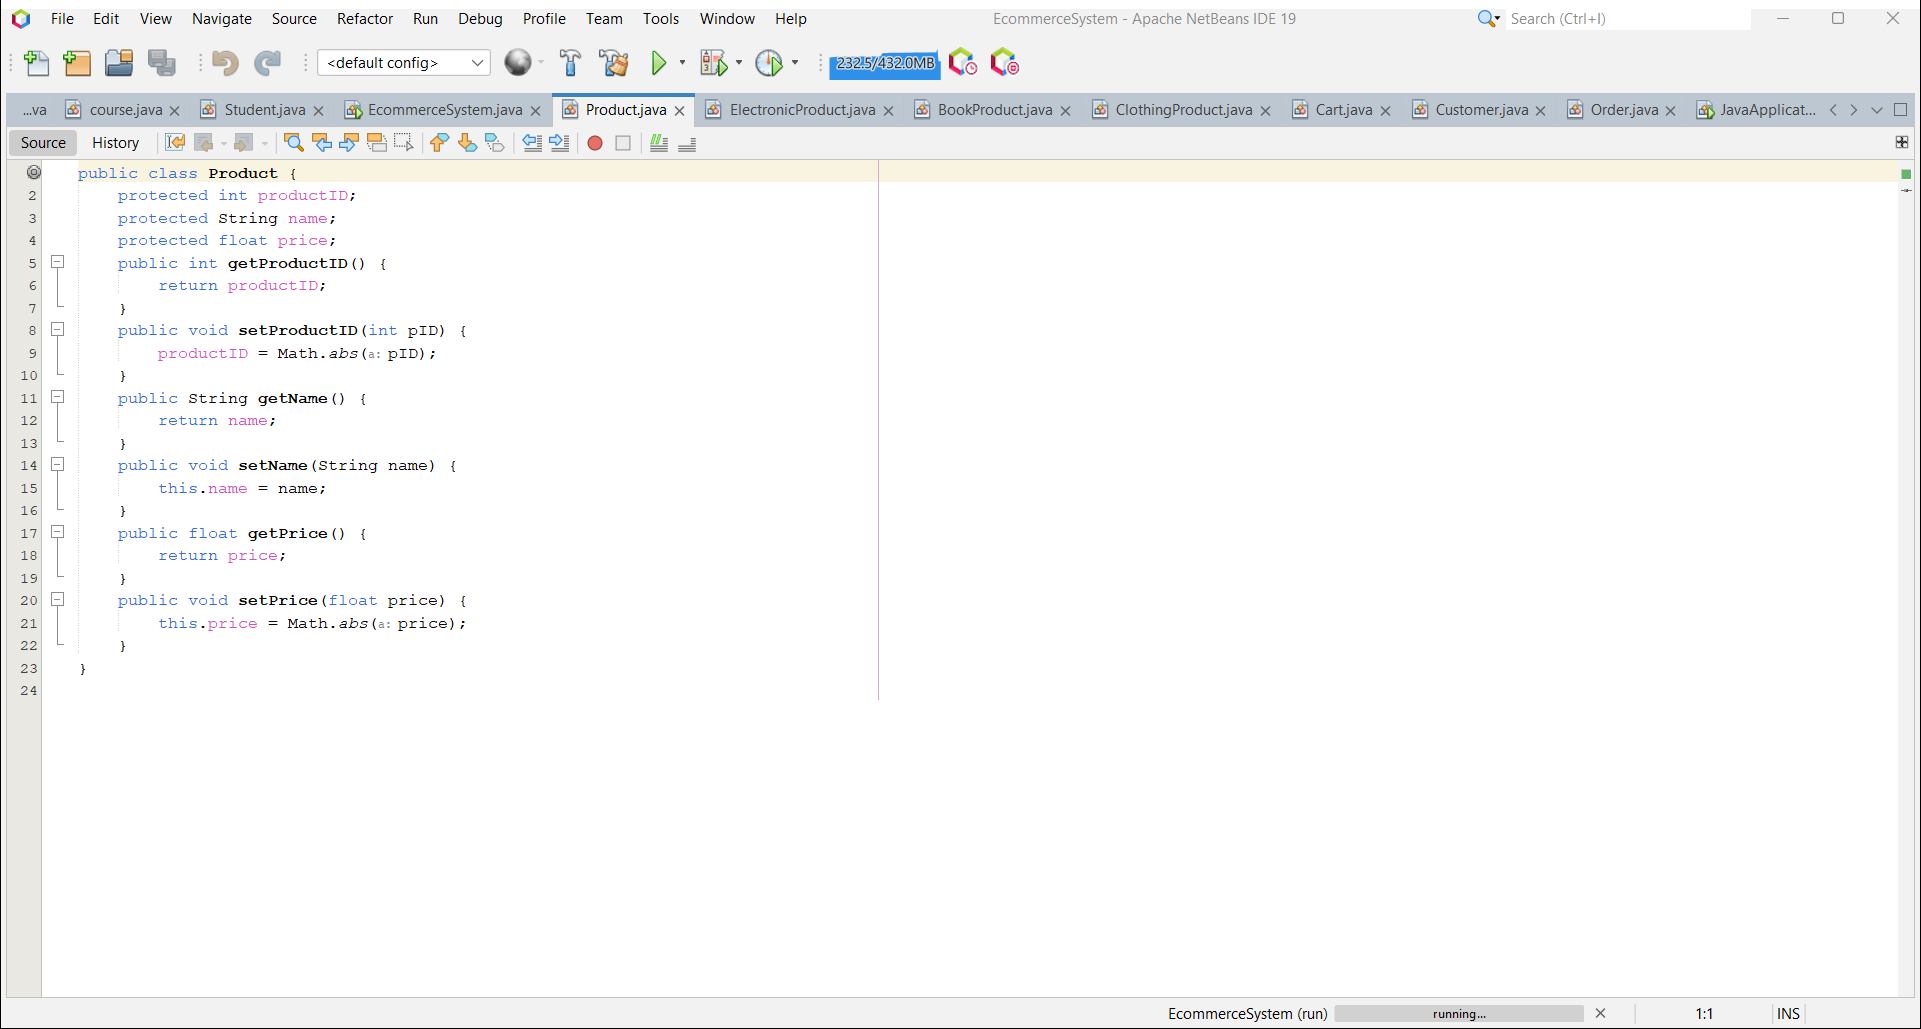 File Edit View Navigate Source Refactor Run Debug Profile Team Tools Window Help EcommerceSystem - Apache NetBeans IDE 19 Search (Ctrl+I)
<default config> 232.5/432.0MB
...va course.java Student.java EcommerceSystem.java Product.java ElectronicProduct.java BookProduct.java ClothingProduct.java Cart.java Customer.java Order.java JavaApplicat...
Source History
public class Product {
2 protected int productID;
3 protected String name;
4 protected float price;
5 public int getProductID() {
6 return productID;
7 }
8 public void setProductID(int pID) {
9 productID = Math.abs(a: pID);
10 }
11 public String getName() {
12 return name;
13 }
14 public void setName(String name) {
15 this.name = name;
16 }
17 public float getPrice() {
18 return price;
19 }
20 public void setPrice(float price) {
21 this.price = Math.abs(a: price);
22 }
23 }
24
EcommerceSystem (run) running... 1:1 INS